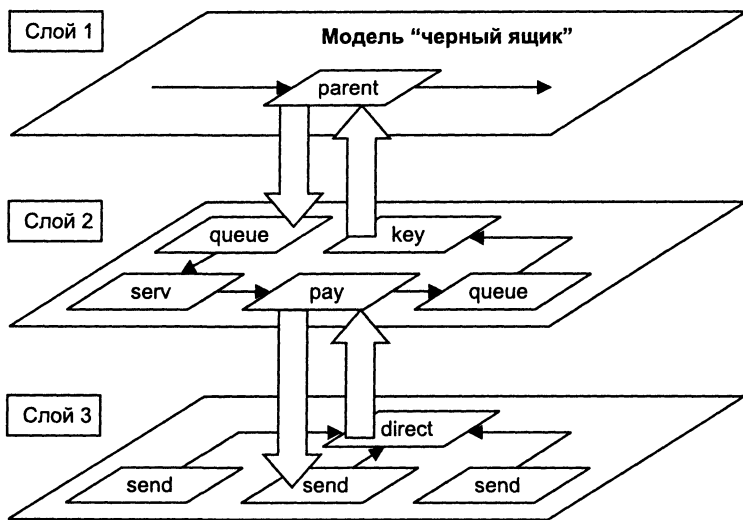 Слой 1
Модель “черный ящик”
parent
Слой 2
queue
key
serv
pay
queue
Слой 3
direct
send
send
send